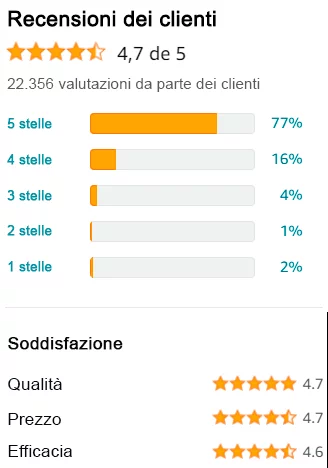 Recensioni dei clienti
4,7 de 5
22.356 valutazioni da parte dei clienti
5 stelle 77%
4 stelle 16%
3 stelle 4%
2 stelle 1%
1 stelle 2%
Soddisfazione
Qualità 4.7
Prezzo 4.7
Efficacia 4.6